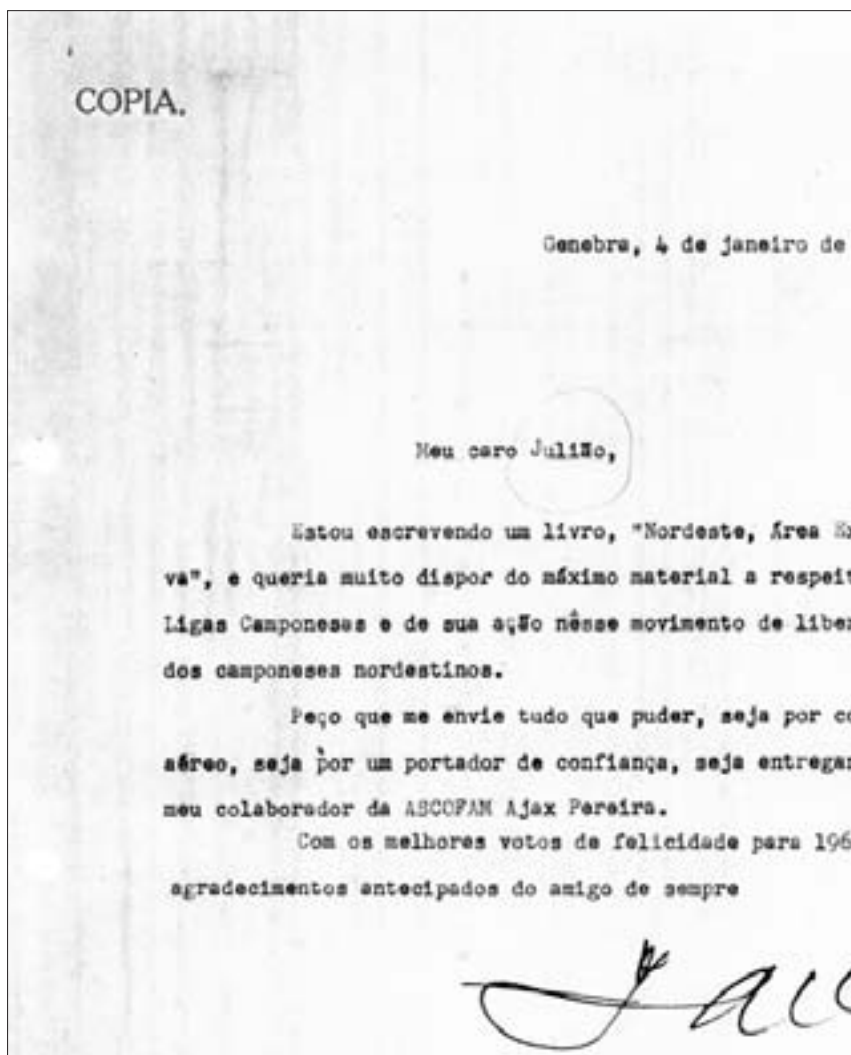 COPIA.
Genebra, 4 de janeiro de
Meu caro Julião,
Estou escrevendo um livro, "Nordeste, Área Ex
va", e queria muito dispor do máximo material a respeit
Ligas Camponesas e de sua ação nêsse movimento de liber
dos camponeses nordestinos.
Peço que me envie tudo que puder, seja por co
aéreo, seja por um portador de confiança, seja entregan
meu colaborador da ASCOFAM Ajax Pereira.
Com os melhores votos de felicidade para 196
agradecimentos antecipados do amigo de sempre